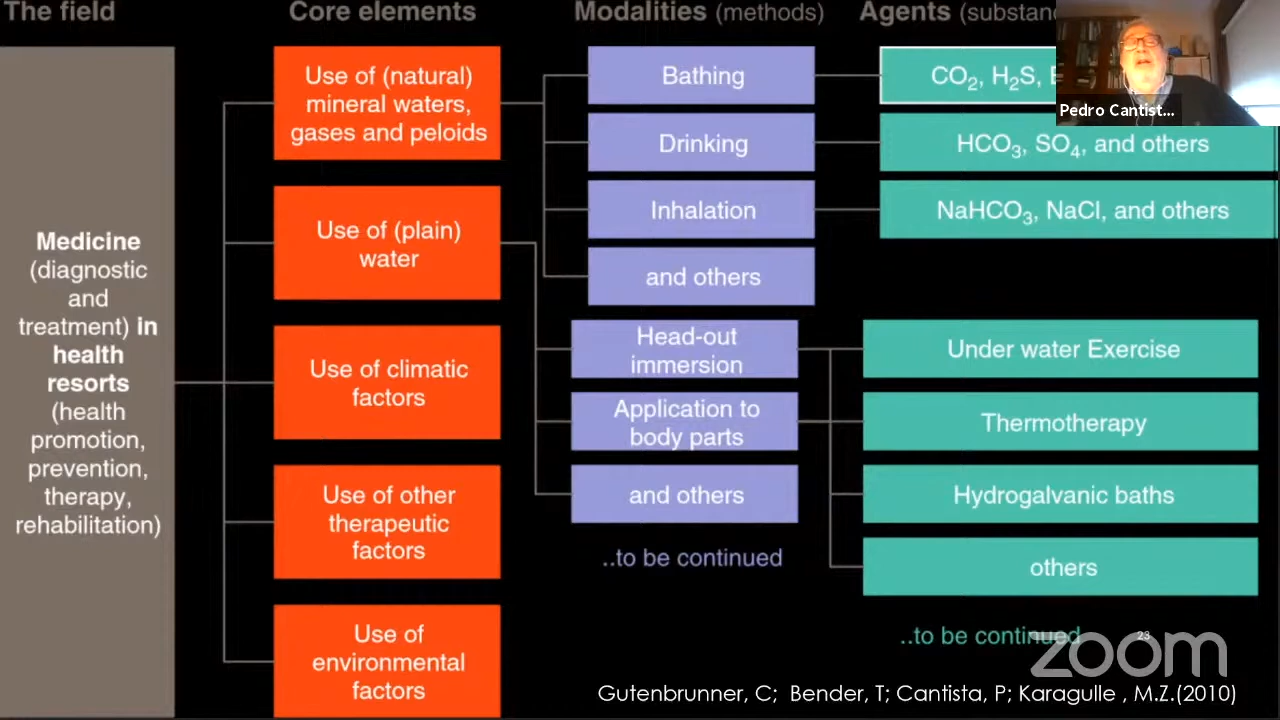 The field
Core elements
Modalities (methods)
Agents
Medicine
(diagnostic
and
treatment) in
health
resorts
(health
promotion,
prevention,
therapy,
rehabilitation)
Use of (natural)
mineral waters,
gases and peloids
Use of (plain)
water
Use of climatic
factors
Use of other
therapeutic
factors
Use of
environmental
factors
Bathing
Drinking
Inhalation
and others
Head-out
immersion
Application to
body parts
and others
..to be continued
CO₂, H₂S,
HCO₃, SO₄, and others
NaHCO₃, NaCl, and others
Under water Exercise
Thermotherapy
Hydrogalvanic baths
others
..to be continued
23
Pedro Cantist...
zoom
Gutenbrunner, C; Bender, T; Cantista, P; Karagulle , M.Z.(2010)